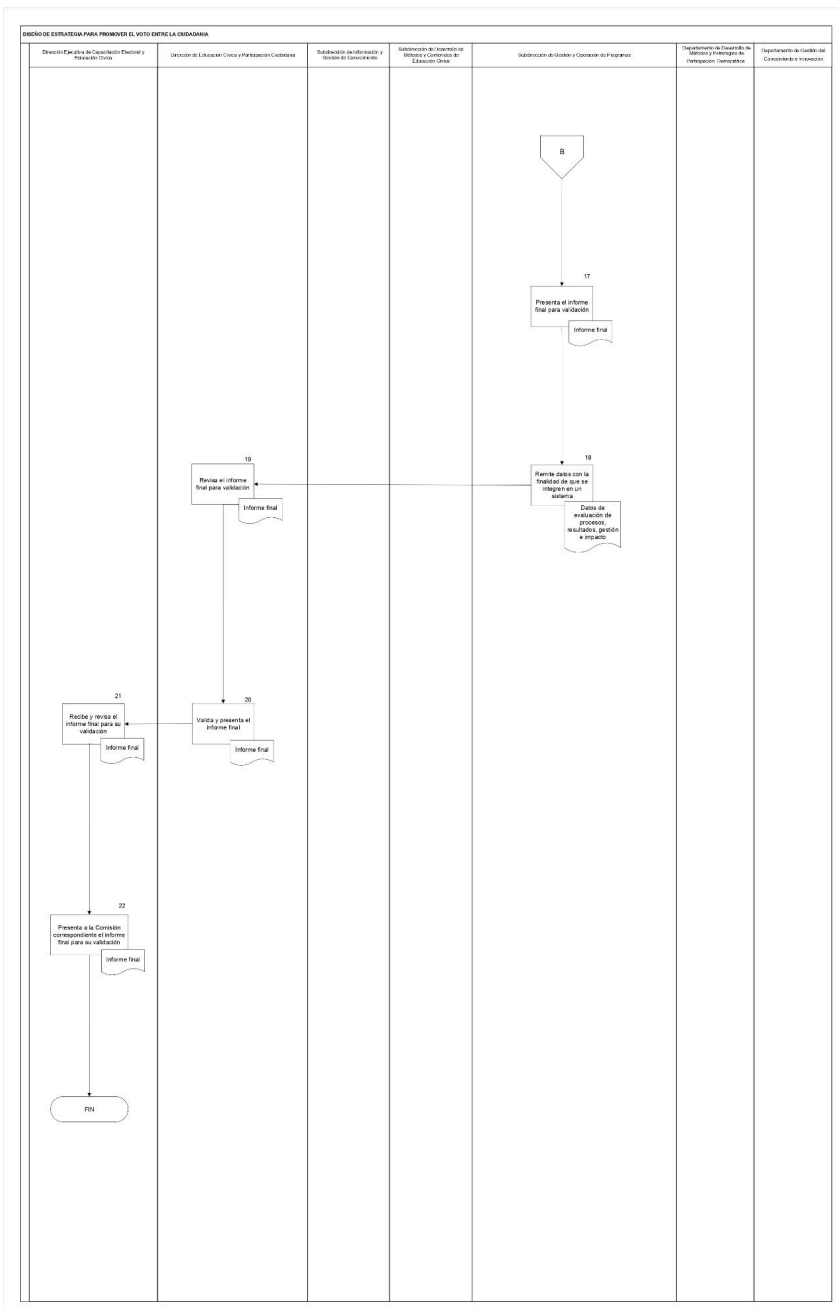 DISEÑO DE ESTRATEGIA PARA PROMOVER EL VOTO ENTRE LA CIUDADANIA
Dirección Ejecutiva de Capacitación Electoral y
Educación Cívica
Dirección de Educación Cívica y Participación Ciudadana
Subdirección de Información y
Gestión de Conocimiento
Subdirección de Desarrollo de
Métodos y Contenidos de
Educación Cívica
Subdirección de Gestión y Operación de Programas
Departamento de Desarrollo de
Métodos y Estrategias de
Participación Democrática
Departamento de Gestión del
Conocimiento e Innovación
B
17
Presenta el informe
final para validación
Informe final
18
Remite datos con la
finalidad de que se
integren en un
sistema
Datos de
evaluación de
procesos,
resultados, gestión
e impacto
19
Revisa el informe
final para validación
Informe final
20
Valida y presenta el
informe final
Informe final
21
Recibe y revisa el
informe final para su
validación
Informe final
22
Presenta a la Comisión
correspondiente el informe
final para su validación
Informe final
FIN